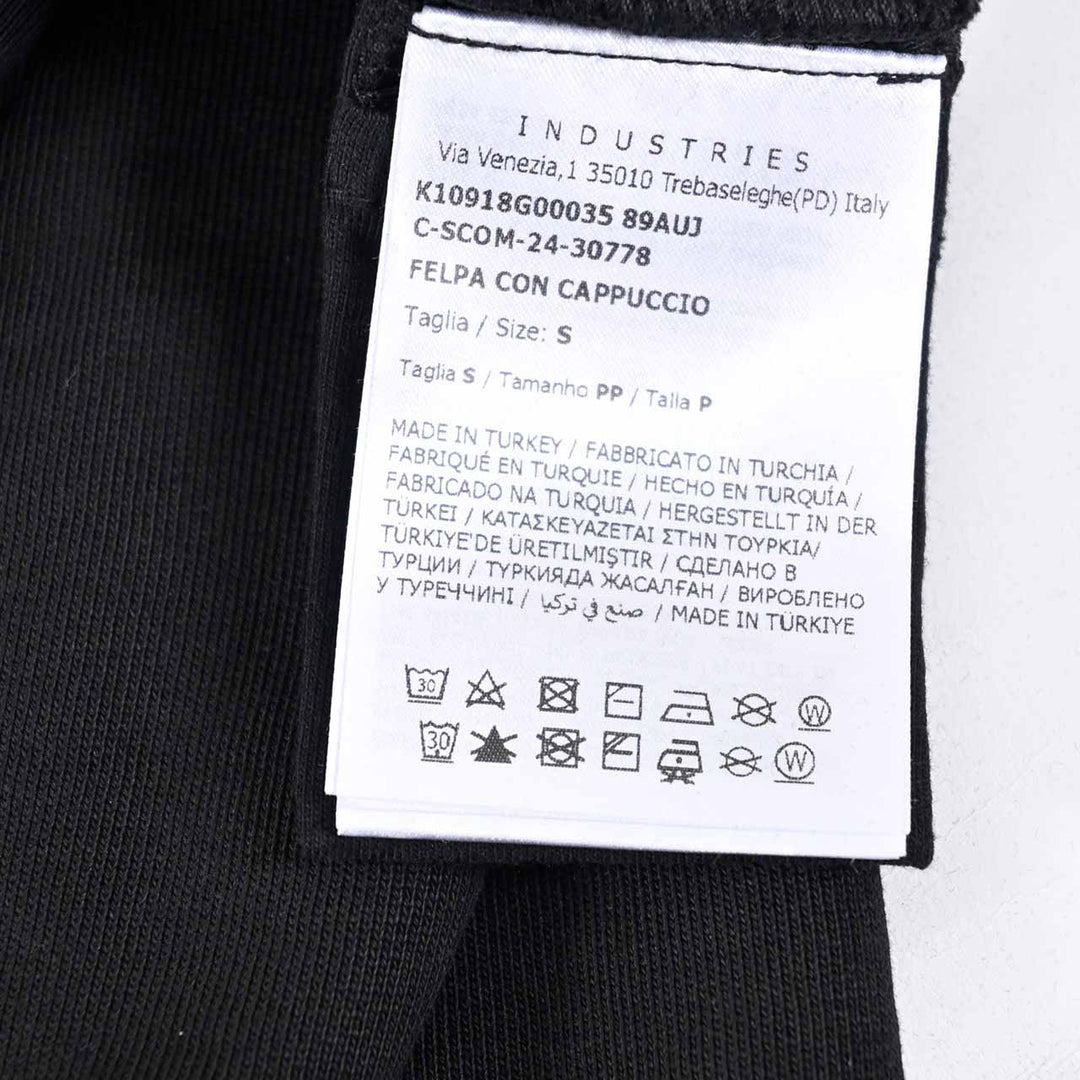 INDUSTRIES
Via Venezia,1 35010 Trebaseleghe(PD) Italy
K10918G00035 89AUJ
C-SCOM-24-30778
FELPA CON CAPPUCCIO
Taglia / Size: S
Taglia S / Tamanho PP / Talla P
MADE IN TURKEY / FABBRICATO IN TURCHIA /
FABRIQUÉ EN TURQUIE / HECHO EN TURQUÍA /
FABRICADO NA TURQUIA / HERGESTELLT IN DER
TÜRKEI / ΚΑΤΑΣΚΕΥΑΖΕΤΑΙ ΣΤΗΝ ΤΟΥΡΚΙΑ/
TÜRKIYE'DE ÜRETILMIŞTIR / СДЕЛАНО В
ТУРЦИИ / ТҮРКИЯДА ЖАСАЛҒАН / ВИРОБЛЕНО
У ТУРЕЧЧИНІ / صنع في تركيا / MADE IN TÜRKIYE
30 W
30 W